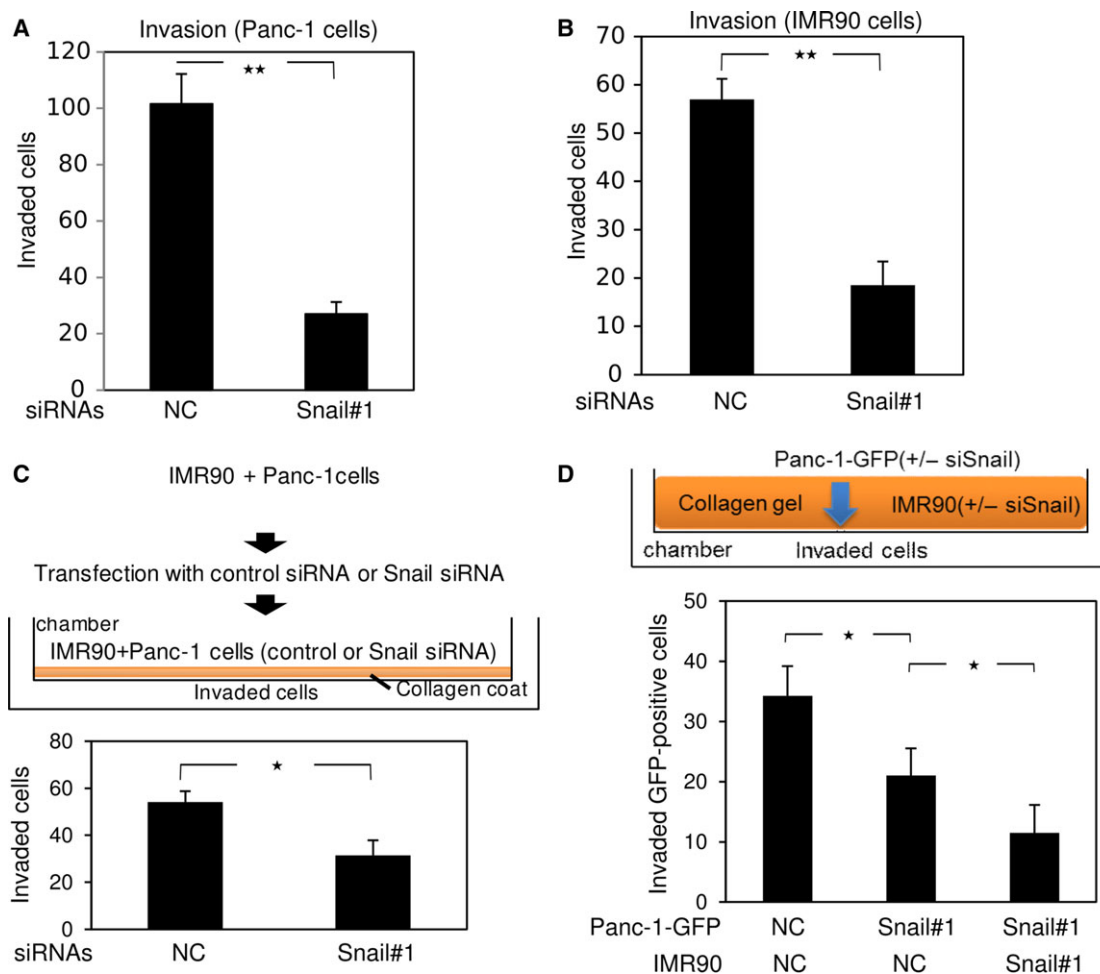 A
Invasion (Panc-1 cells)
120
100
80
60
40
20
0
Invaded cells
★★
siRNAs
NC
Snail#1
B
Invasion (IMR90 cells)
70
60
50
40
30
20
10
0
Invaded cells
★★
siRNAs
NC
Snail#1
C
IMR90 + Panc-1cells
Transfection with control siRNA or Snail siRNA
chamber
IMR90+Panc-1 cells (control or Snail siRNA)
Invaded cells
Collagen coat
80
60
40
20
0
Invaded cells
★
siRNAs
NC
Snail#1
D
Panc-1-GFP(+/− siSnail)
Collagen gel
IMR90(+/− siSnail)
chamber
Invaded cells
50
40
30
20
10
0
Invaded GFP-positive cells
★
★
Panc-1-GFP NC Snail#1 Snail#1
IMR90 NC NC Snail#1